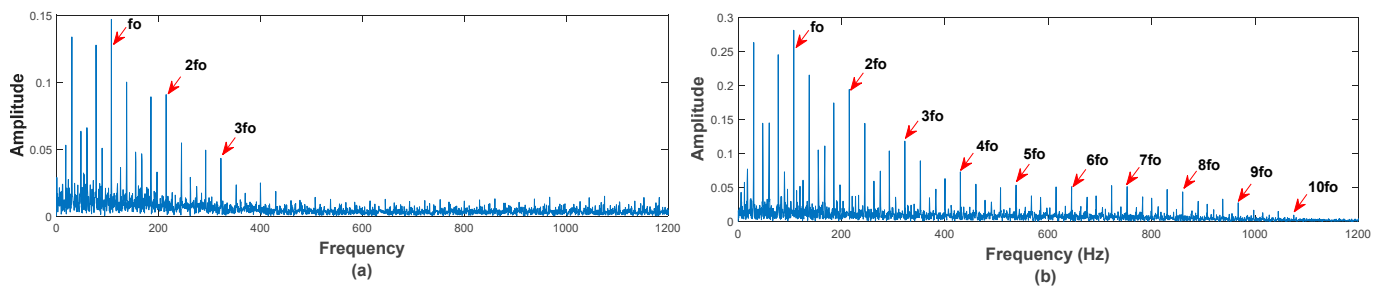 0.15
0.1
0.05
0
Amplitude
fo
2fo
3fo
0
200
400
600
800
1000
1200
Frequency
(a)
0.3
0.25
0.2
0.15
0.1
0.05
0
Amplitude
fo
2fo
3fo
4fo
5fo
6fo
7fo
8fo
9fo
10fo
0
200
400
600
800
1000
1200
Frequency (Hz)
(b)